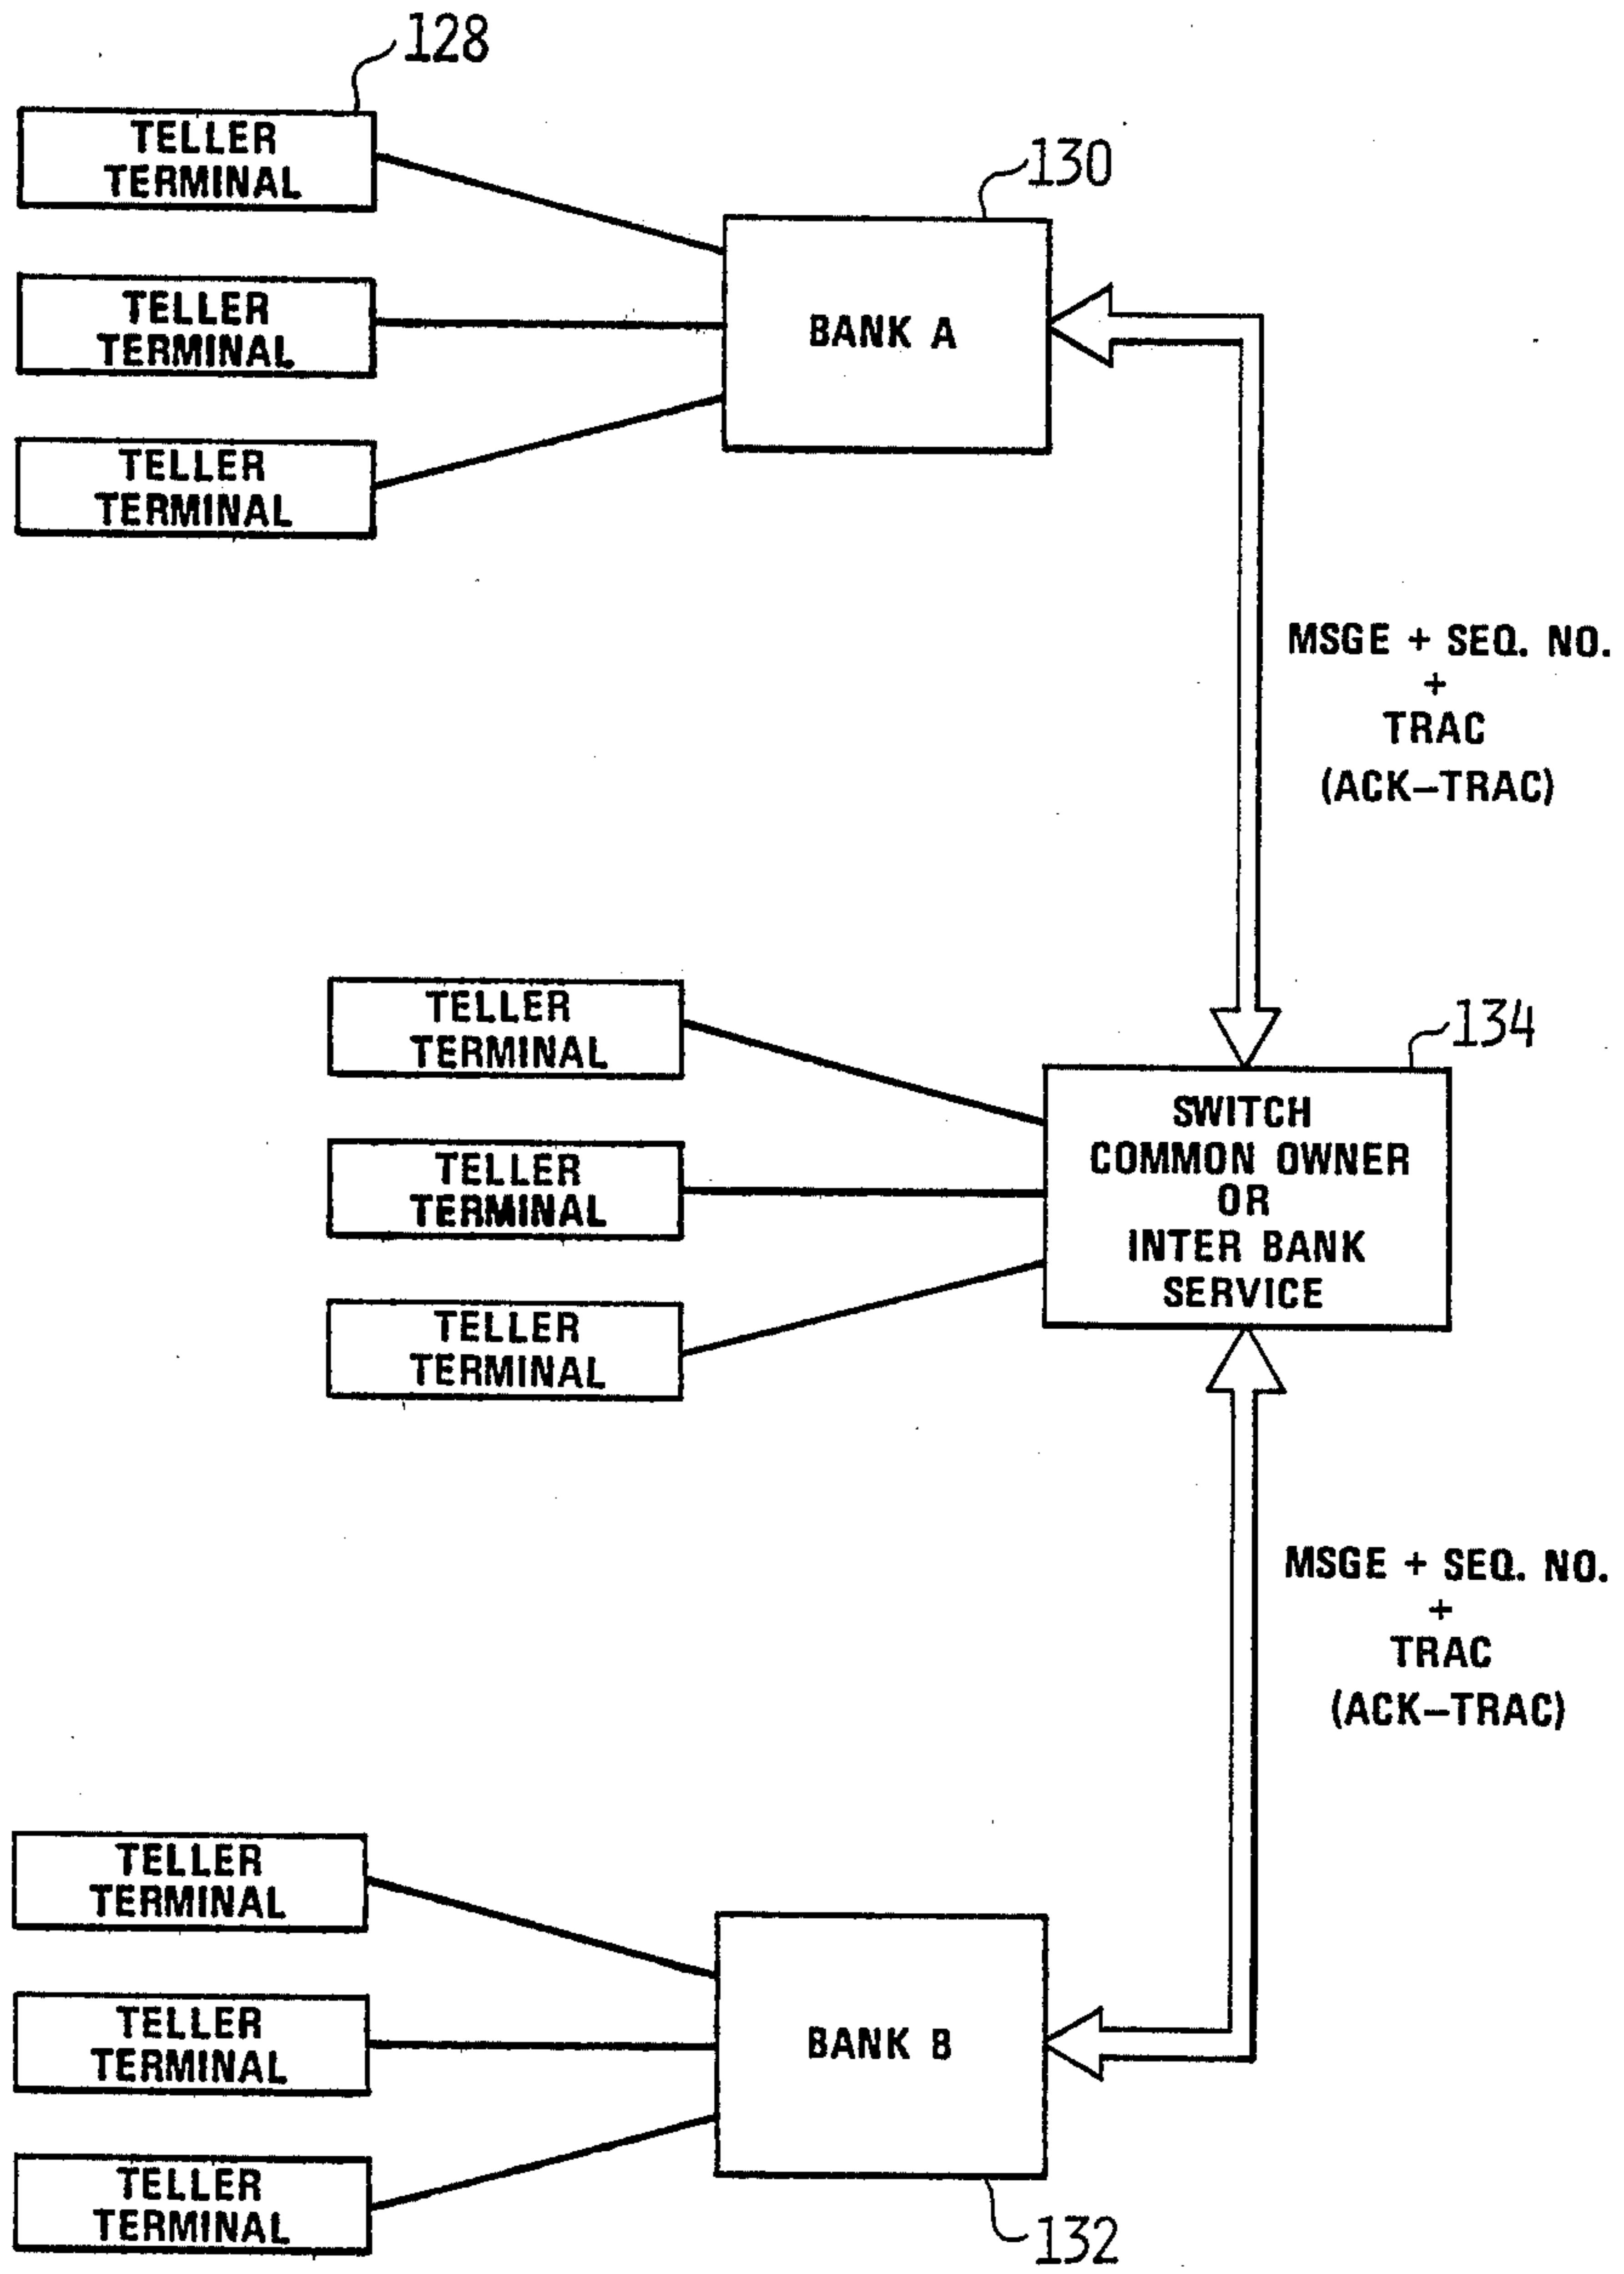 128
TELLER
TERMINAL
130
TELLER
TERMINAL
BANK A
TELLER
TERMINAL
MSGE + SEQ. NO.
+
TRAC
(ACK–TRAC)
TELLER
TERMINAL
134
SWITCH
COMMON OWNER
OR
INTER BANK
SERVICE
TELLER
TERMINAL
TELLER
TERMINAL
MSGE + SEQ. NO.
+
TRAC
(ACK–TRAC)
TELLER
TERMINAL
TELLER
TERMINAL
BANK B
TELLER
TERMINAL
132